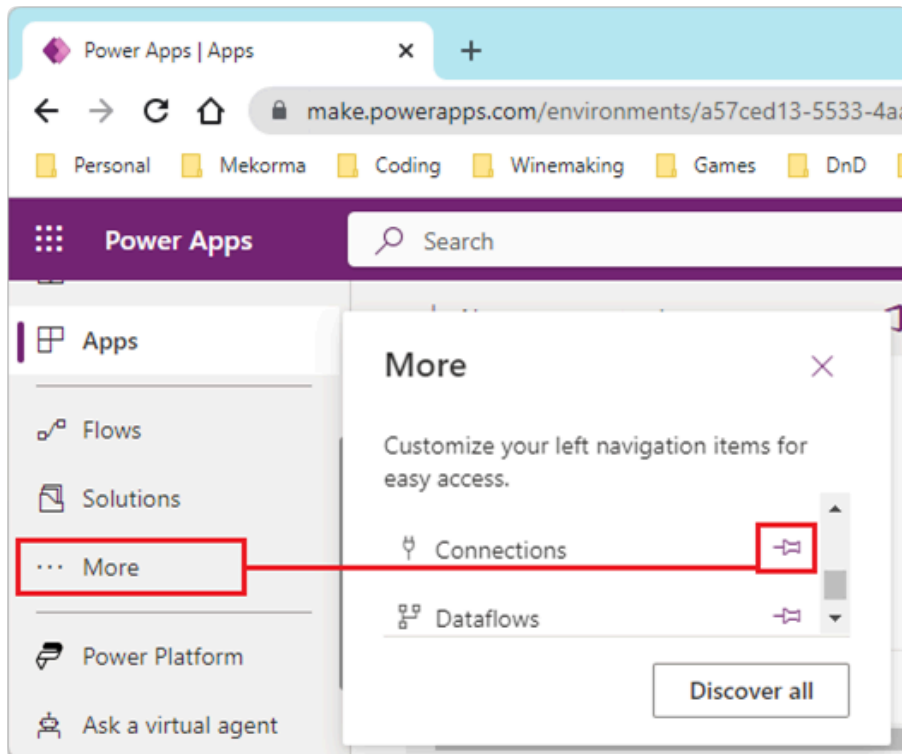 Power Apps | Apps
make.powerapps.com/environments/a57ced13-5533-4a
Personal Mekorma Coding Winemaking Games DnD
Power Apps Search
Apps
Flows
Solutions
More
Power Platform
Ask a virtual agent
More
Customize your left navigation items for
easy access.
Connections
Dataflows
Discover all